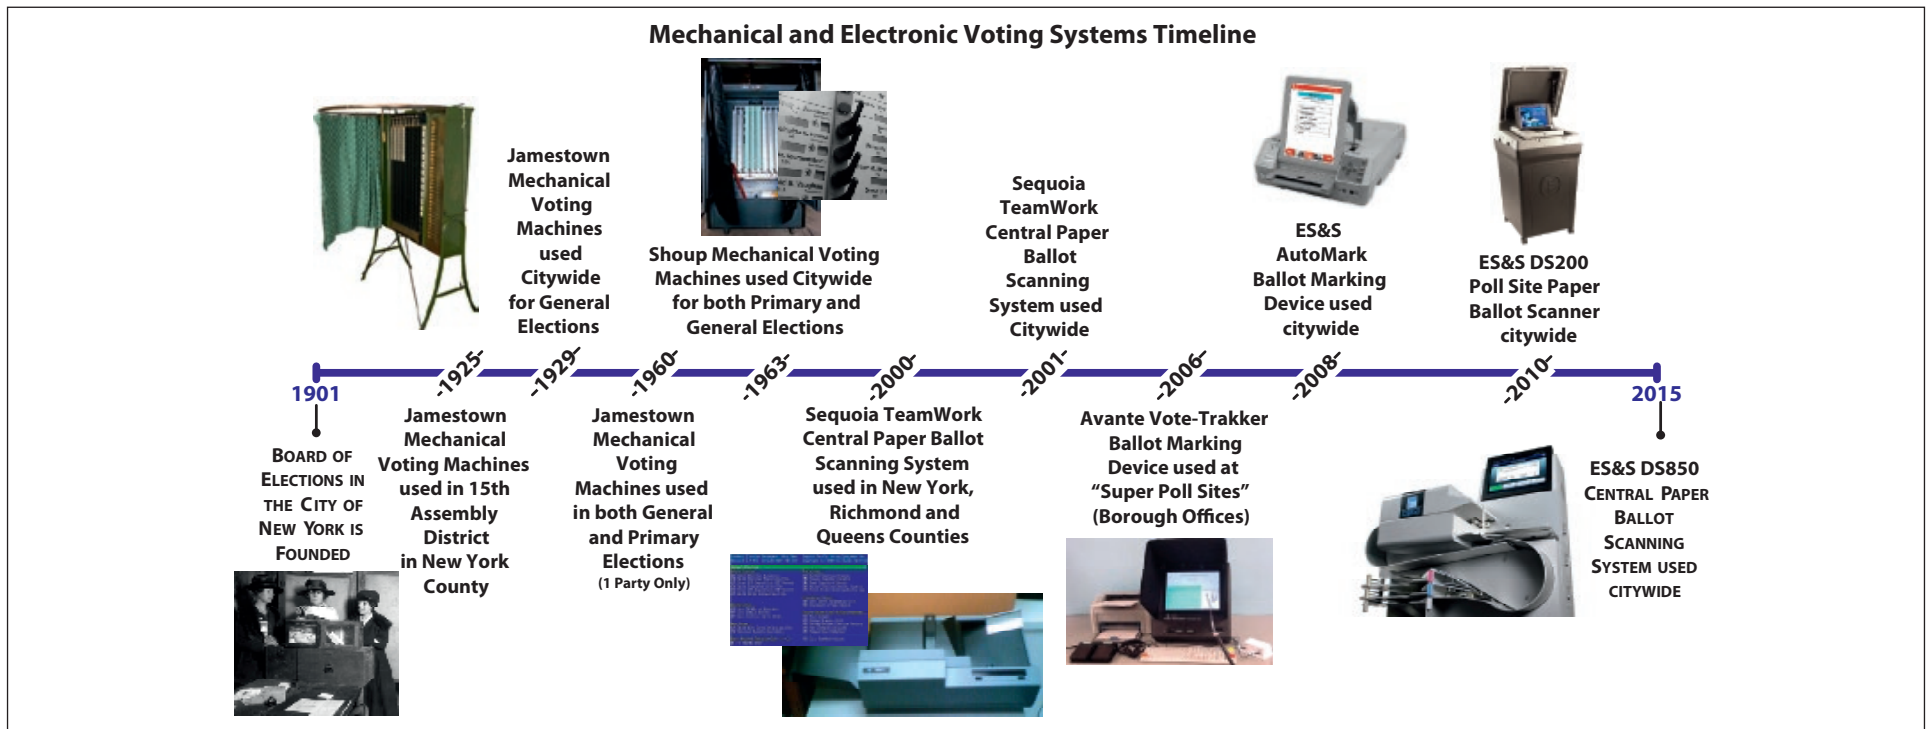 Mechanical and Electronic Voting Systems Timeline
1901
BOARD OF
ELECTIONS IN
THE CITY OF
NEW YORK IS
FOUNDED
-1925-
Jamestown
Mechanical
Voting Machines
used in 15th
Assembly
District
in New York
County
Jamestown
Mechanical
Voting
Machines
used
Citywide
for General
Elections
-1929-
-1960-
Jamestown
Mechanical
Voting
Machines used
in both General
and Primary
Elections
(1 Party Only)
Shoup Mechanical Voting
Machines used Citywide
for both Primary and
General Elections
-1963-
-2000-
Sequoia TeamWork
Central Paper Ballot
Scanning System
used in New York,
Richmond and
Queens Counties
Sequoia
TeamWork
Central Paper
Ballot
Scanning
System used
Citywide
-2001-
-2006-
Avante Vote-Trakker
Ballot Marking
Device used at
“Super Poll Sites”
(Borough Offices)
ES&S
AutoMark
Ballot Marking
Device used
citywide
-2008-
ES&S DS200
Poll Site Paper
Ballot Scanner
citywide
-2010-
2015
ES&S DS850
CENTRAL PAPER
BALLOT
SCANNING
SYSTEM USED
CITYWIDE